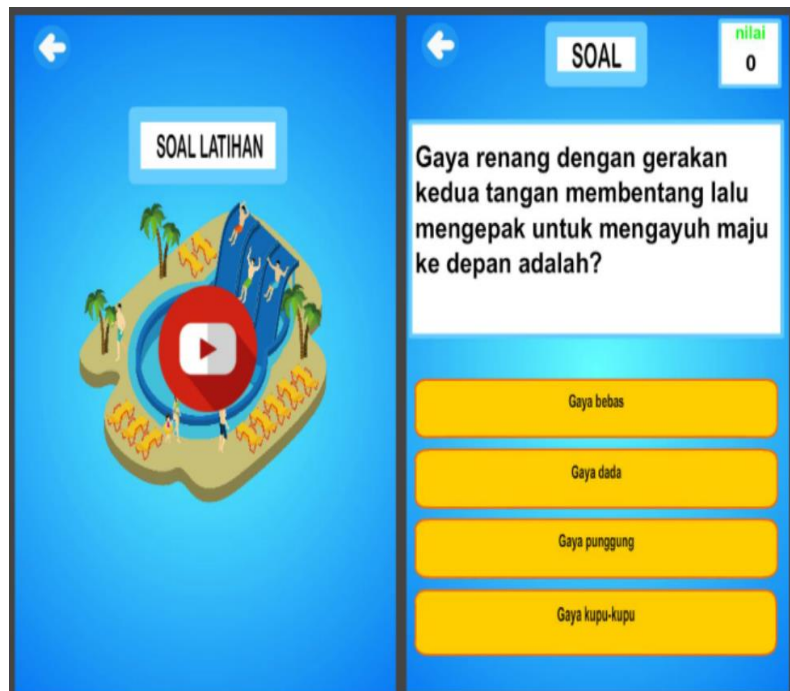 SOAL LATIHAN
SOAL
nilai
0
Gaya renang dengan gerakan
kedua tangan membentang lalu
mengepak untuk mengayuh maju
ke depan adalah?
Gaya bebas
Gaya dada
Gaya punggung
Gaya kupu-kupu